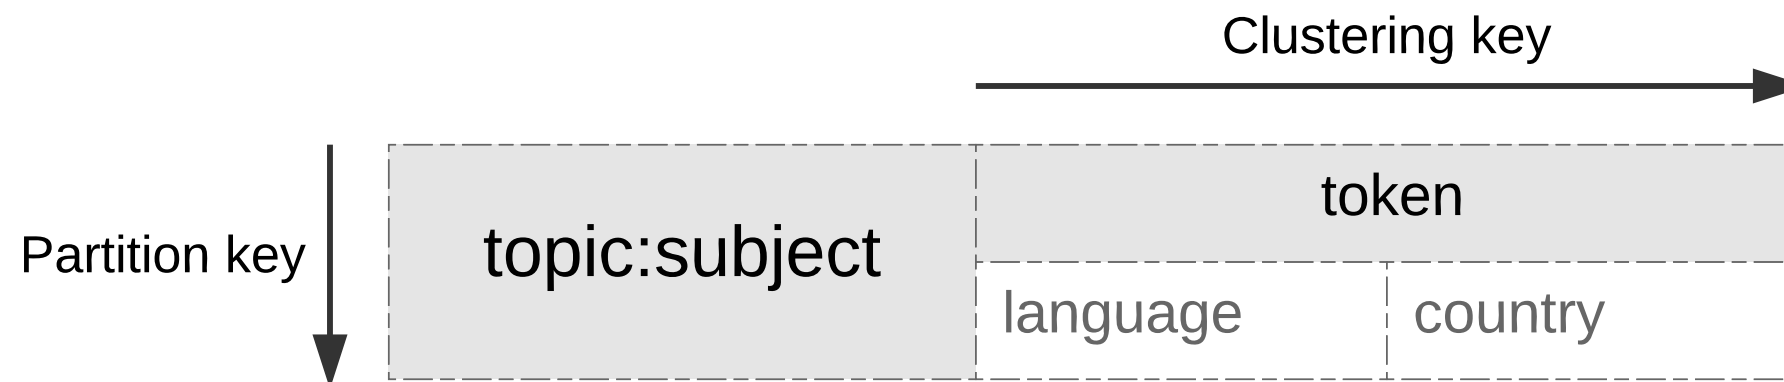 Clustering key
Partition key
topic:subject
token
language
country